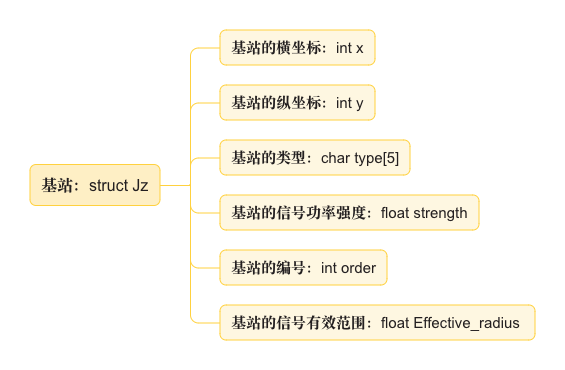 基站的横坐标：int x
基站的纵坐标：int y
基站的类型：char type[5]
基站：struct Jz
基站的信号功率强度：float strength
基站的编号：int order
基站的信号有效范围：float Effective_radius